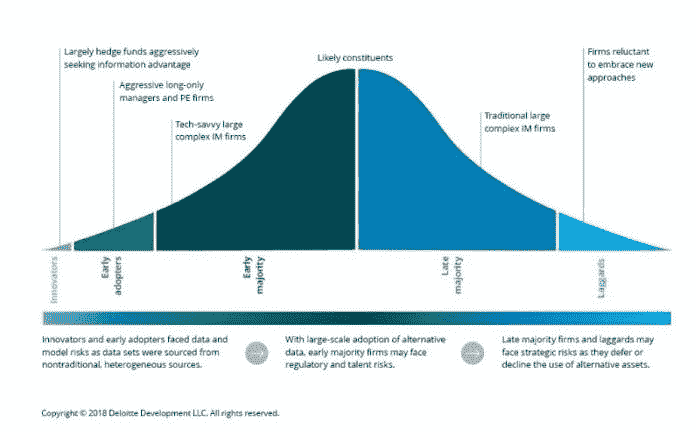 Largely hedge funds aggressively
seeking information advantage
Aggressive long-only
managers and PE firms
Tech-savvy large
complex IM firms
Likely constituents
Traditional large
complex IM firms
Firms reluctant
to embrace new
approaches
Innovators
Early
adopters
Early
majority
Late
majority
Laggards
Innovators and early adopters faced data and
model risks as data sets were sourced from
nontraditional, heterogeneous sources.
With large-scale adoption of alternative
data, early majority firms may face
regulatory and talent risks.
Late majority firms and laggards may
face strategic risks as they defer or
decline the use of alternative assets.
Copyright © 2018 Deloitte Development LLC. All rights reserved.